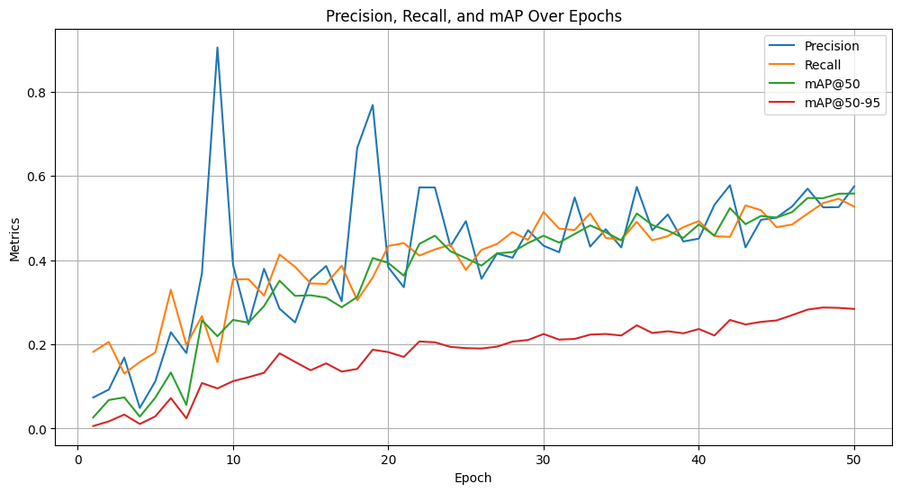 Precision, Recall, and mAP Over Epochs
Precision
Recall
mAP@50
mAP@50-95
Metrics
0.8
0.6
0.4
0.2
0.0
0
10
20
30
40
50
Epoch